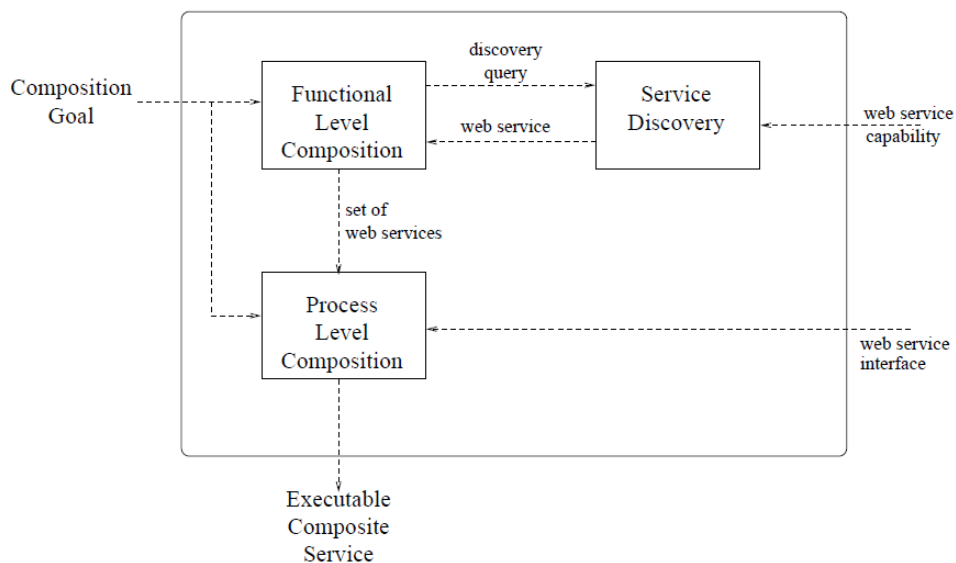 discovery
query
Composition
Goal
Functional
Level
Composition
Service
Discovery
web service
web service
capability
set of
web services
Process
Level
Composition
web service
interface
Executable
Composite
Service